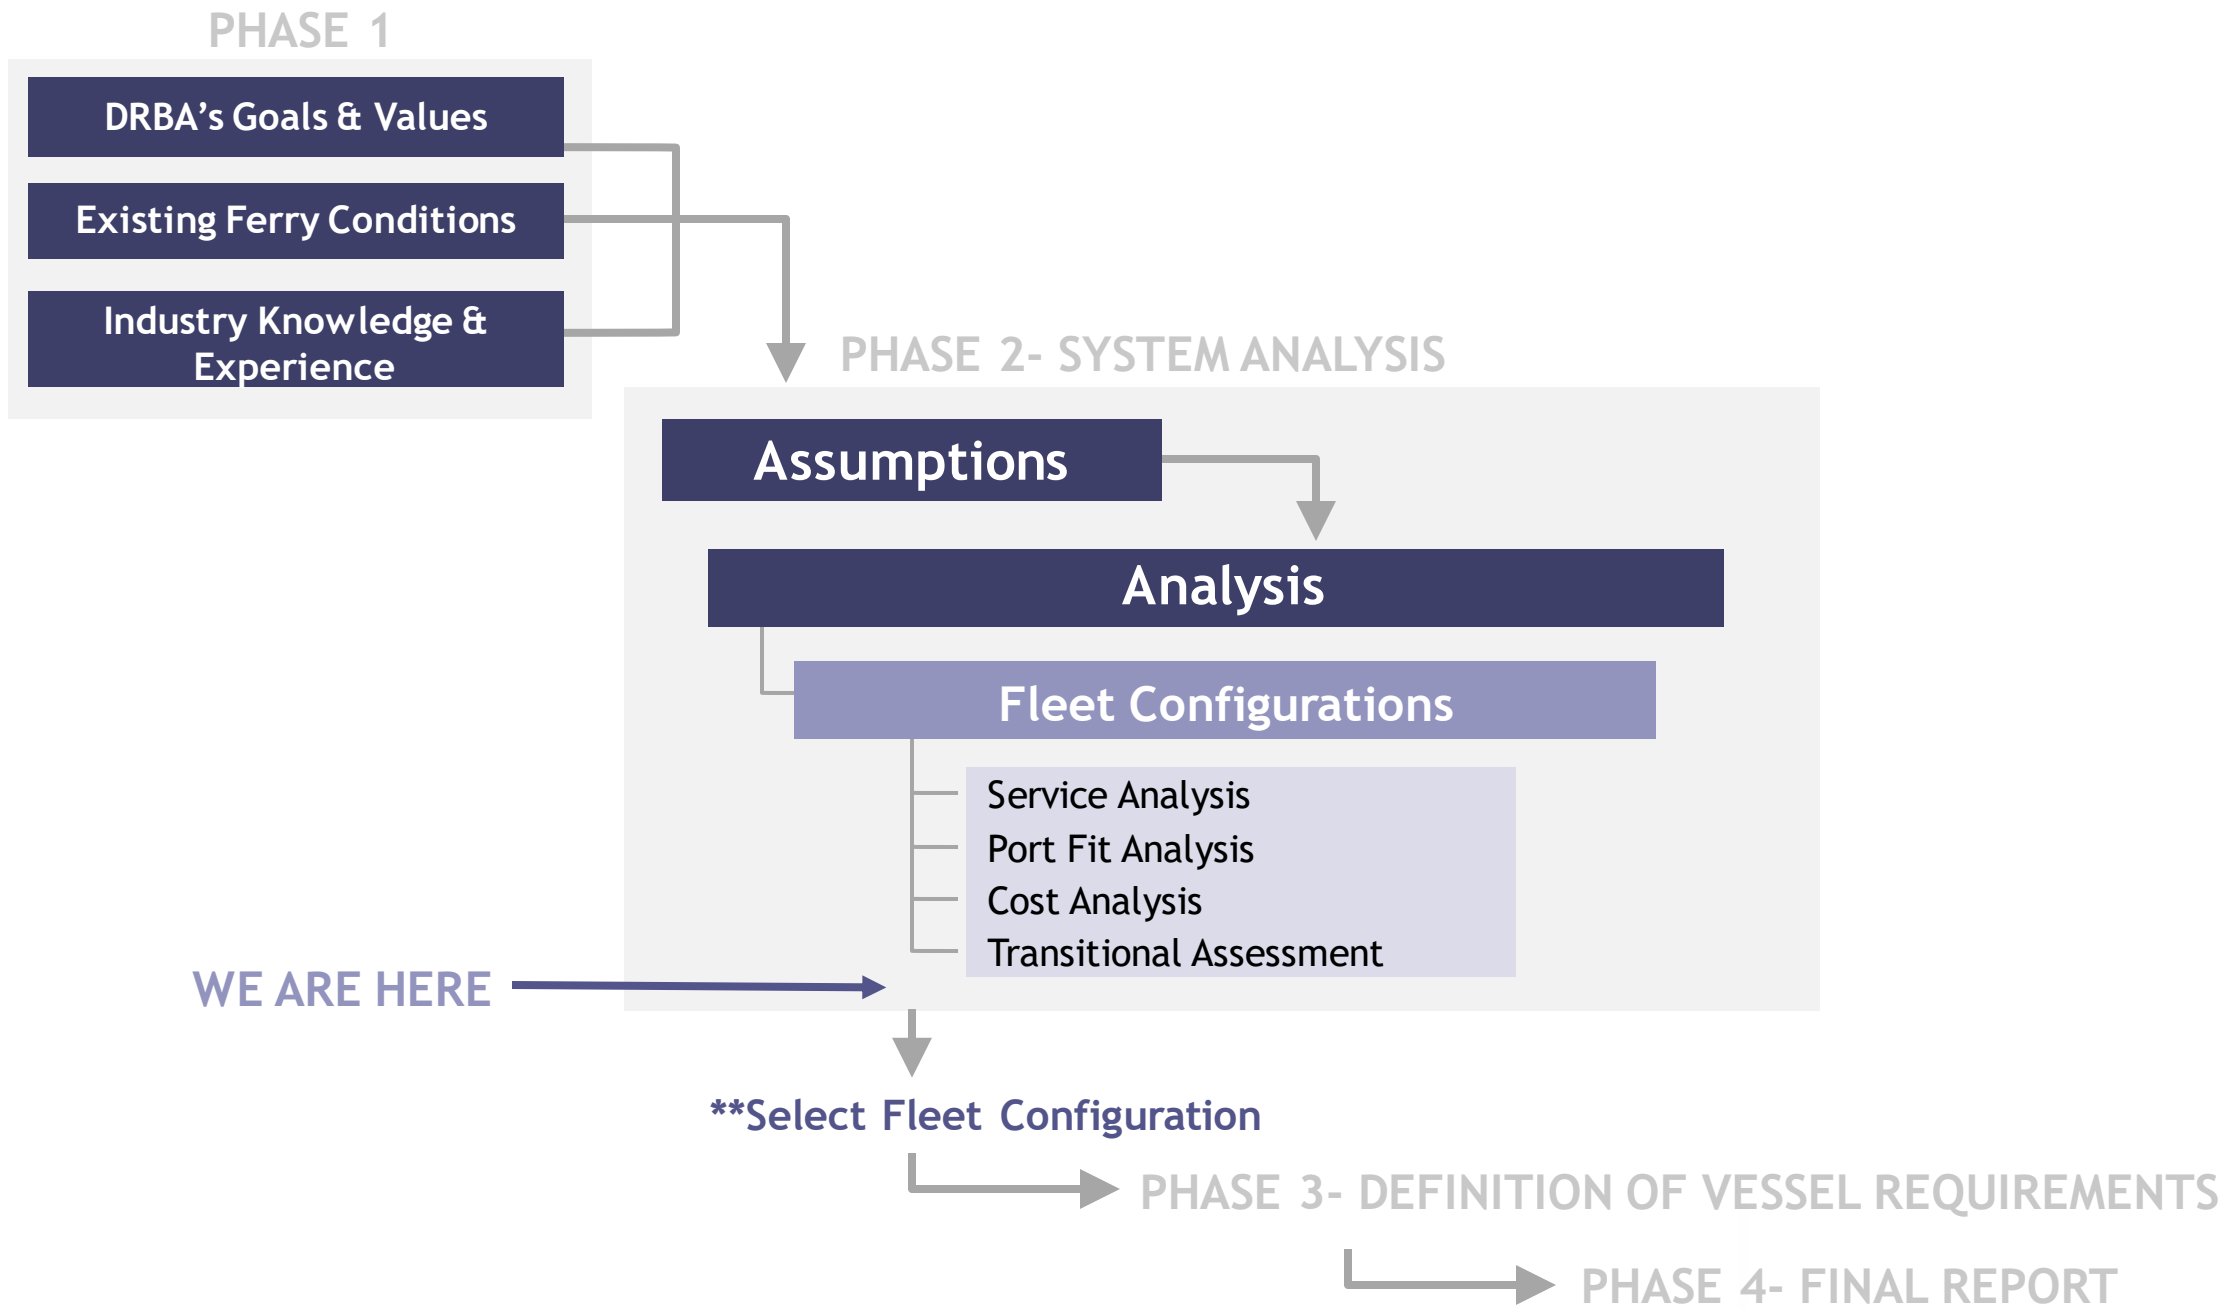 PHASE 1
DRBA’s Goals & Values
Existing Ferry Conditions
Industry Knowledge &
Experience
PHASE 2- SYSTEM ANALYSIS
Assumptions
Analysis
Fleet Configurations
Service Analysis
Port Fit Analysis
Cost Analysis
Transitional Assessment
WE ARE HERE
**Select Fleet Configuration
PHASE 3- DEFINITION OF VESSEL REQUIREMENTS
PHASE 4- FINAL REPORT